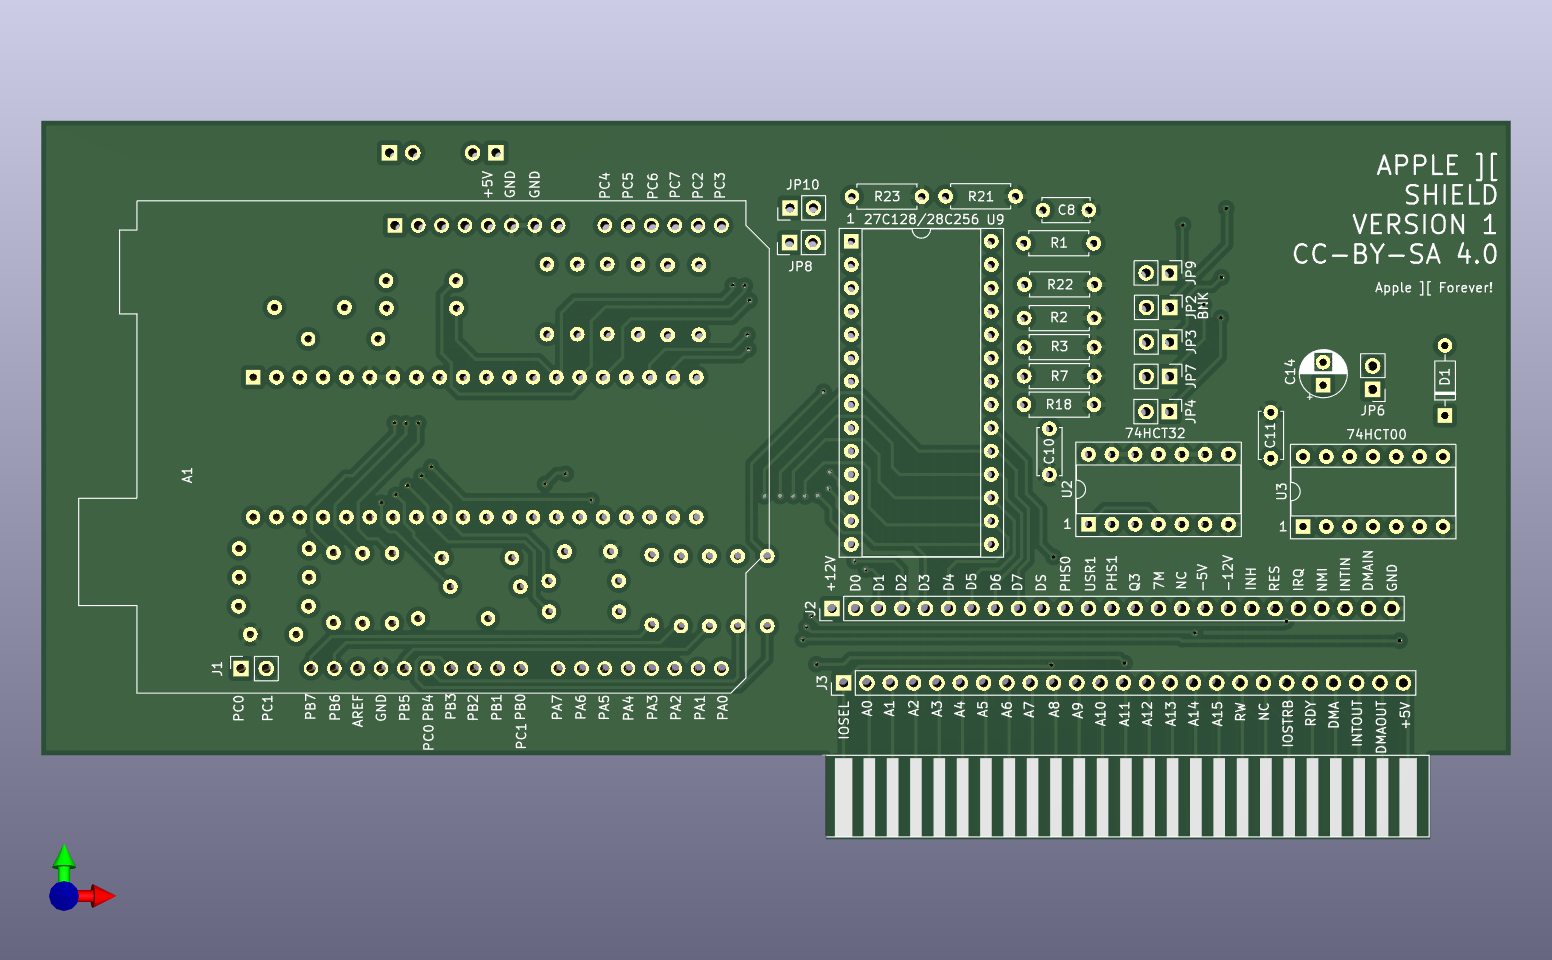 APPLE ][
SHIELD
VERSION 1
CC-BY-SA 4.0
Apple ][ Forever!
+5V
GND
GND
PC4
PC5
PC6
PC7
PC2
PC3
JP10
JP8
R23
R21
C8
1 27C128/28C256 U9
R1
R22
R2
R3
R7
R18
JP9
JP2
BNK
JP3
JP7
JP4
C14
+
JP6
D1
A1
C10
C11
74HCT32
U2
1
74HCT00
U3
1
J2
+12V
D0
D1
D2
D3
D4
D5
D6
D7
DS
PHS0
USR1
PHS1
Q3
7M
NC
-5V
-12V
INH
RES
IRQ
NMI
INTIN
DMAIN
GND
J1
PC0
PC1
PB7
PB6
AREF
GND
PB5
PC0 PB4
PB3
PB2
PB1
PC1 PB0
PA7
PA6
PA5
PA4
PA3
PA2
PA1
PA0
J3
IOSEL
A0
A1
A2
A3
A4
A5
A6
A7
A8
A9
A10
A11
A12
A13
A14
A15
RW
NC
IOSTRB
RDY
DMA
INTOUT
DMAOUT
+5V